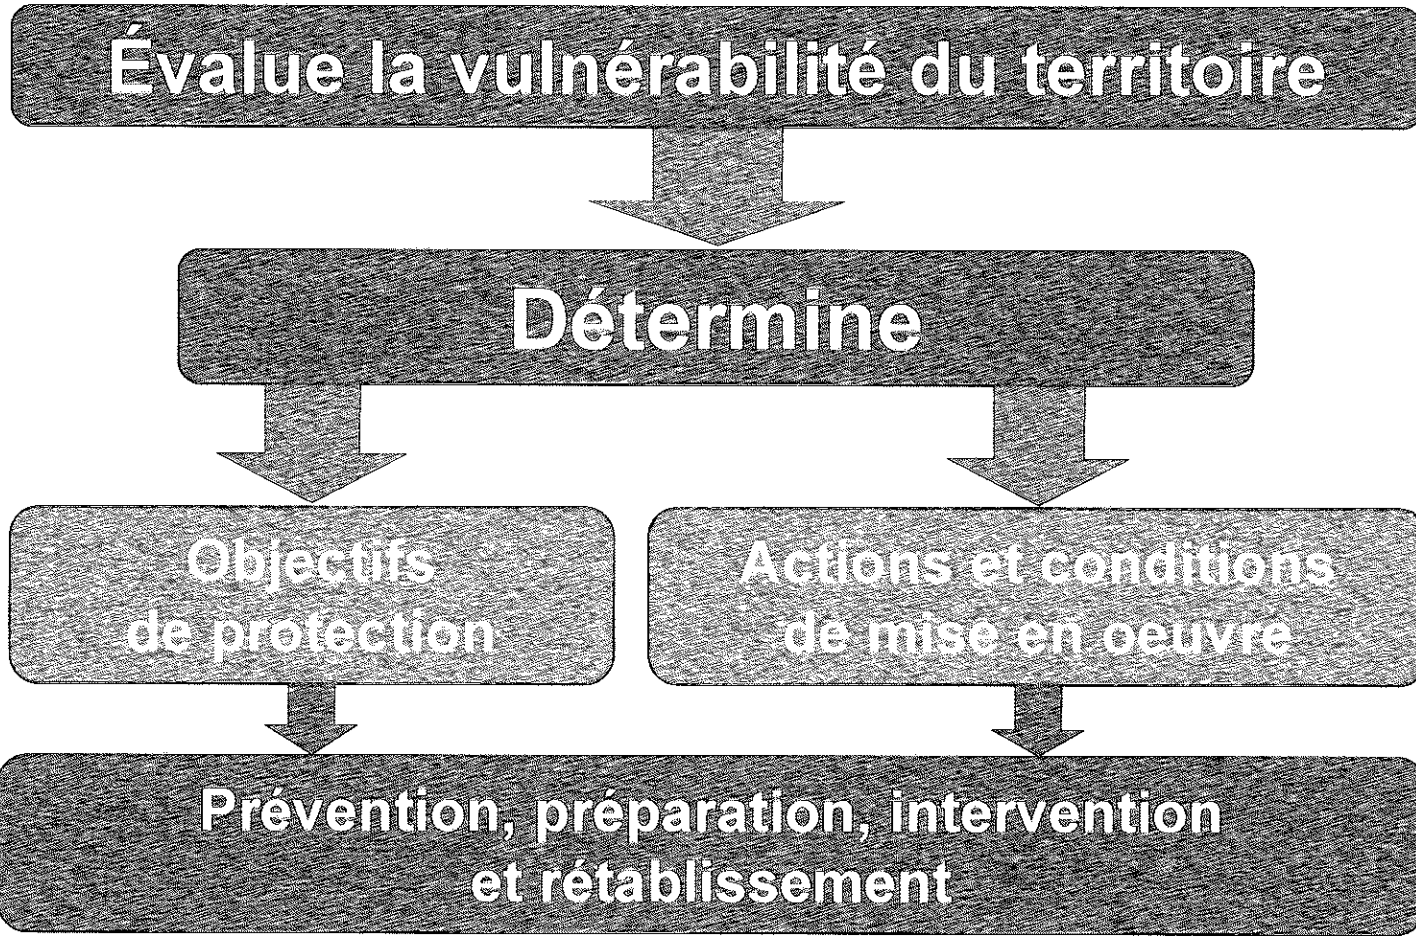 Évalue la vulnérabilité du territoire
Détermine
Objectifs
de protection
Actions et conditions
de mise en oeuvre
Prévention, préparation, intervention
et rétablissement